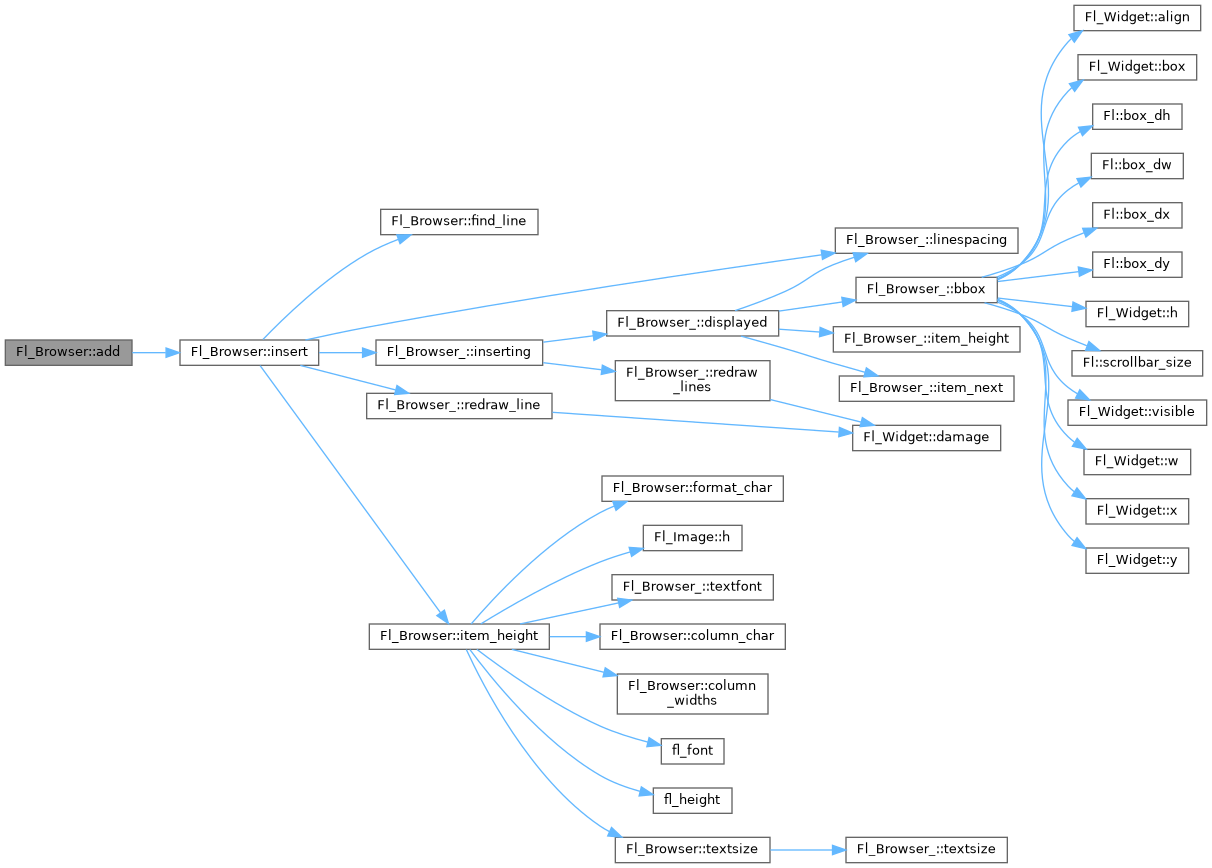 Fl_Browser::add
Fl_Browser::insert
Fl_Browser::find_line
Fl_Browser_::inserting
Fl_Browser_::redraw_line
Fl_Browser::item_height
Fl_Browser_::displayed
Fl_Browser_::redraw
_lines
Fl_Browser::format_char
Fl_Image::h
Fl_Browser_::textfont
Fl_Browser::column_char
Fl_Browser::column
_widths
fl_font
fl_height
Fl_Browser::textsize
Fl_Browser_::linespacing
Fl_Browser_::bbox
Fl_Browser_::item_height
Fl_Browser_::item_next
Fl_Widget::damage
Fl_Browser_::textsize
Fl_Widget::align
Fl_Widget::box
Fl::box_dh
Fl::box_dw
Fl::box_dx
Fl::box_dy
Fl_Widget::h
Fl::scrollbar_size
Fl_Widget::visible
Fl_Widget::w
Fl_Widget::x
Fl_Widget::y